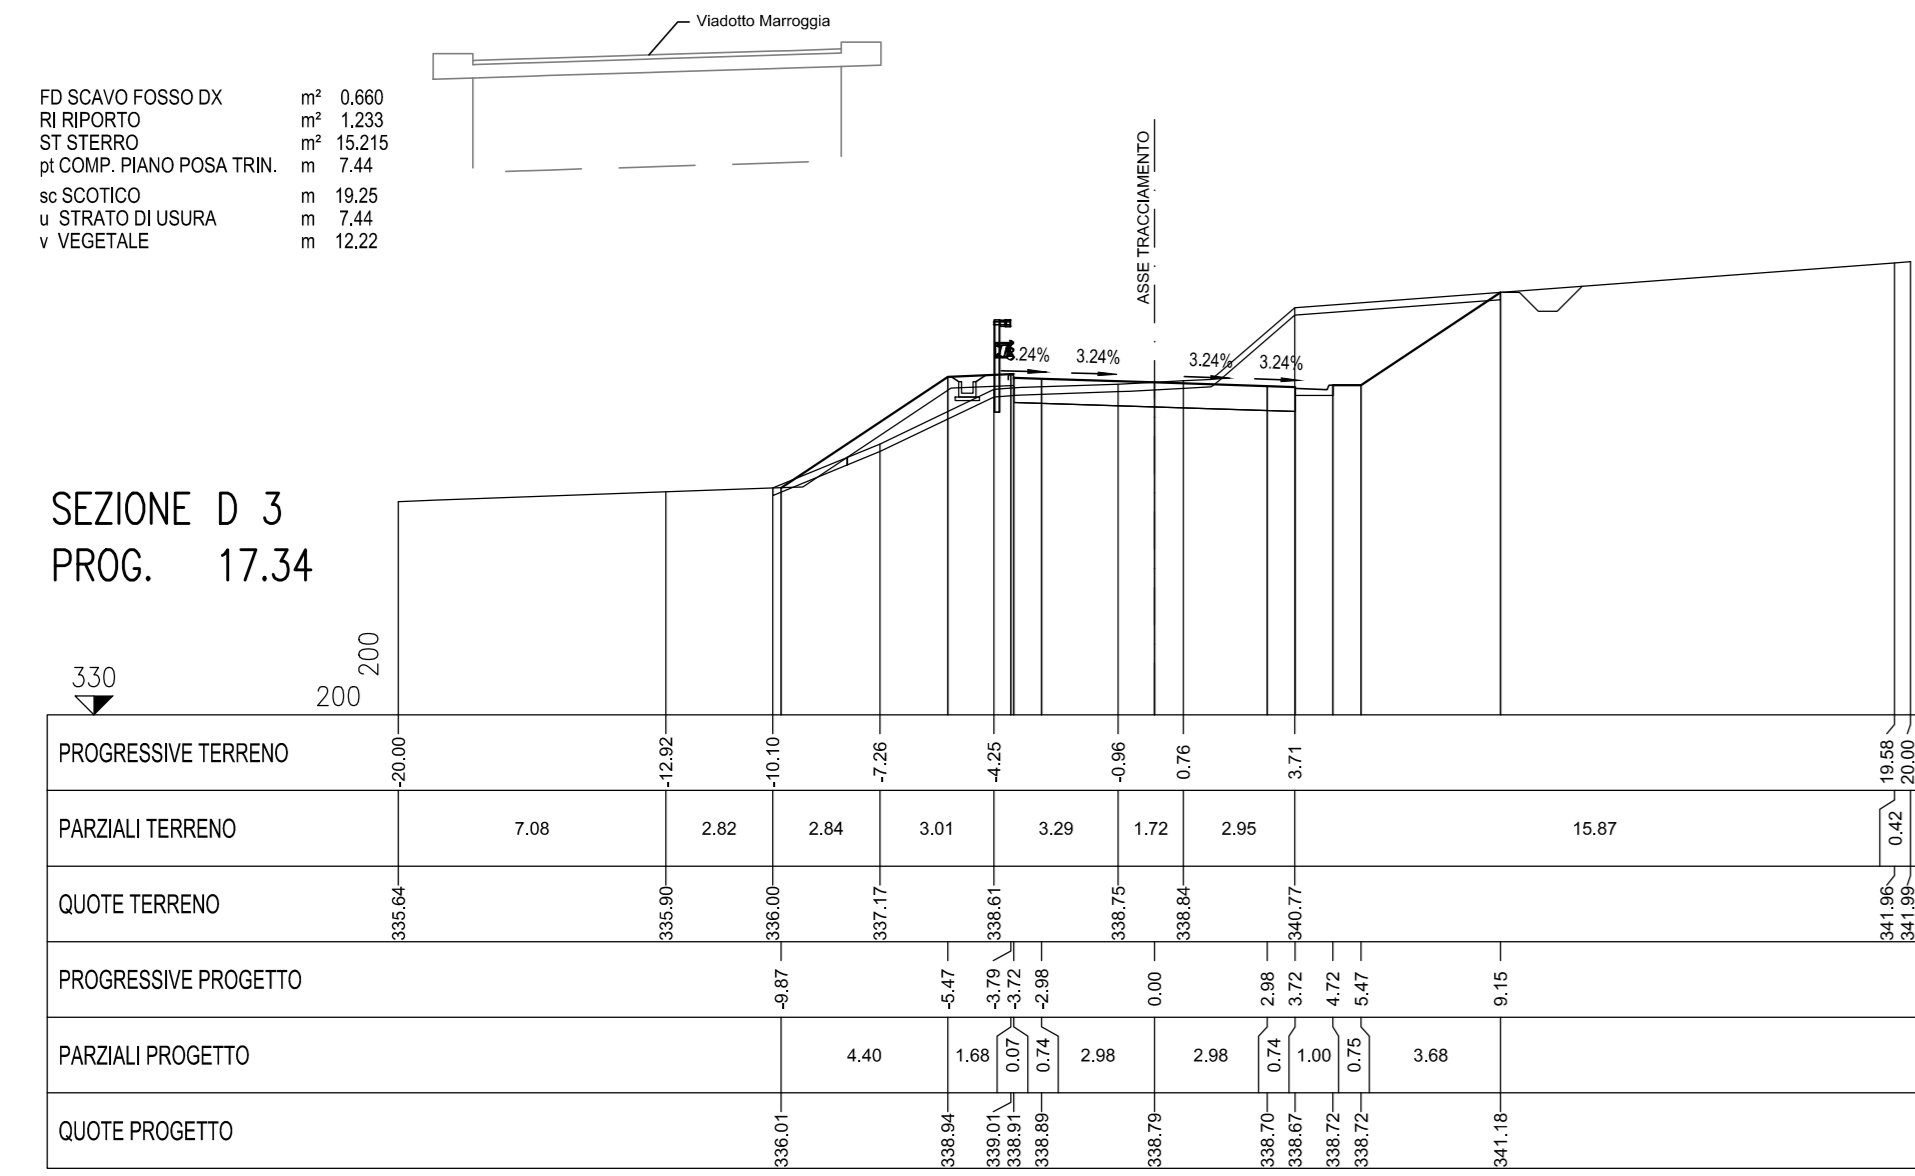 Viadotto Marroggia
FD SCAVO FOSSO DX m² 0.660
RI RIPORTO m² 1.233
ST STERRO m² 15.215
pt COMP. PIANO POSA TRIN. m 7.44
sc SCOTICO m 19.25
u STRATO DI USURA m 7.44
v VEGETALE m 12.22
ASSE TRACCIAMENTO
3.24% 3.24% 3.24% 3.24%
SEZIONE D 3
PROG. 17.34
200
330
200
PROGRESSIVE TERRENO -20.00 -12.92 -10.10 -7.26 -4.25 -0.96 0.76 3.71 19.58 20.00
PARZIALI TERRENO 7.08 2.82 2.84 3.01 3.29 1.72 2.95 15.87 0.42
QUOTE TERRENO 335.64 335.90 336.00 337.17 338.61 338.75 338.84 340.77 341.96 341.99
PROGRESSIVE PROGETTO -9.87 -5.47 -3.79 -3.72 -2.98 0.00 2.98 3.72 4.72 5.47 9.15
PARZIALI PROGETTO 4.40 1.68 0.07 0.74 2.98 2.98 0.74 1.00 0.75 3.68
QUOTE PROGETTO 336.01 338.94 339.01 338.91 338.89 338.79 338.70 338.67 338.72 338.72 341.18